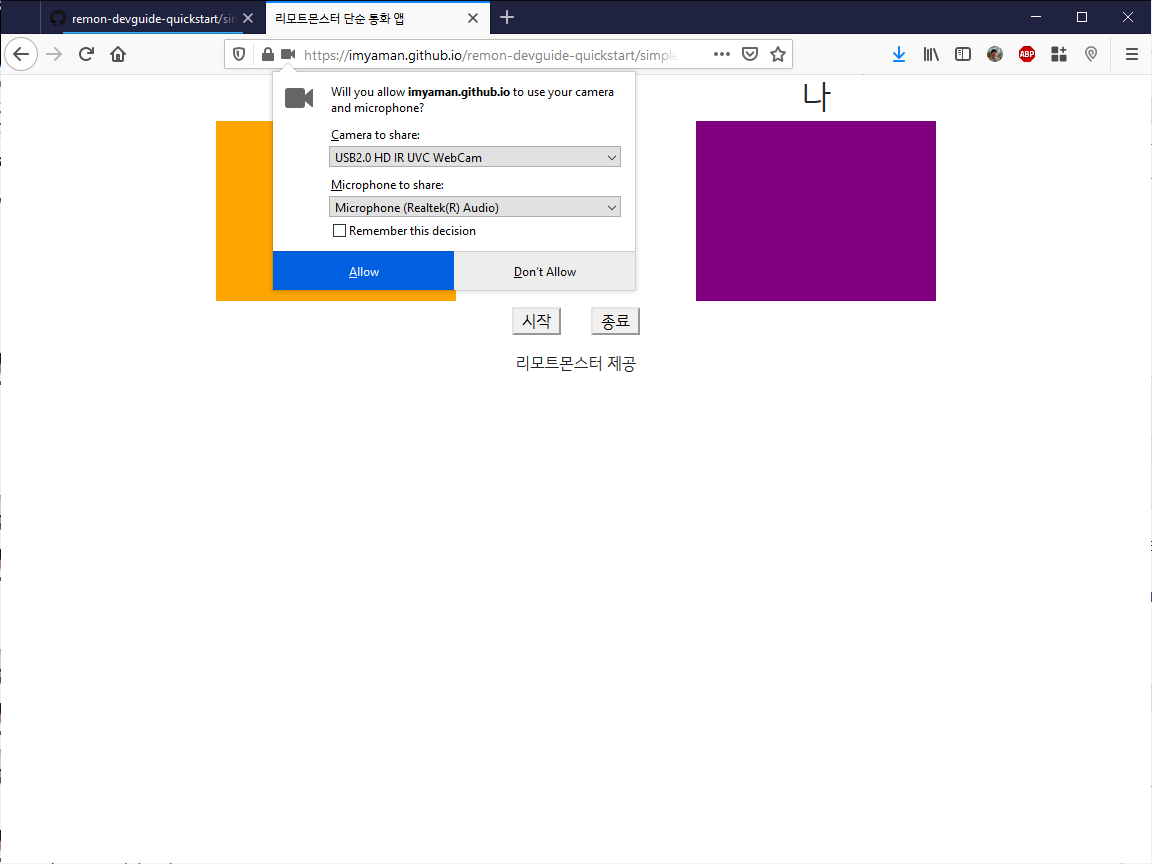 remon-devguide-quickstart/sin
리모트몬스터 단순 통화 앱
https://imyaman.github.io/remon-devguide-quickstart/simple
ABP
Will you allow imyaman.github.io to use your camera
and microphone?
Camera to share:
USB2.0 HD IR UVC WebCam
Microphone to share:
Microphone (Realtek(R) Audio)
Remember this decision
Allow
Don't Allow
나
시작
종료
리모트몬스터 제공